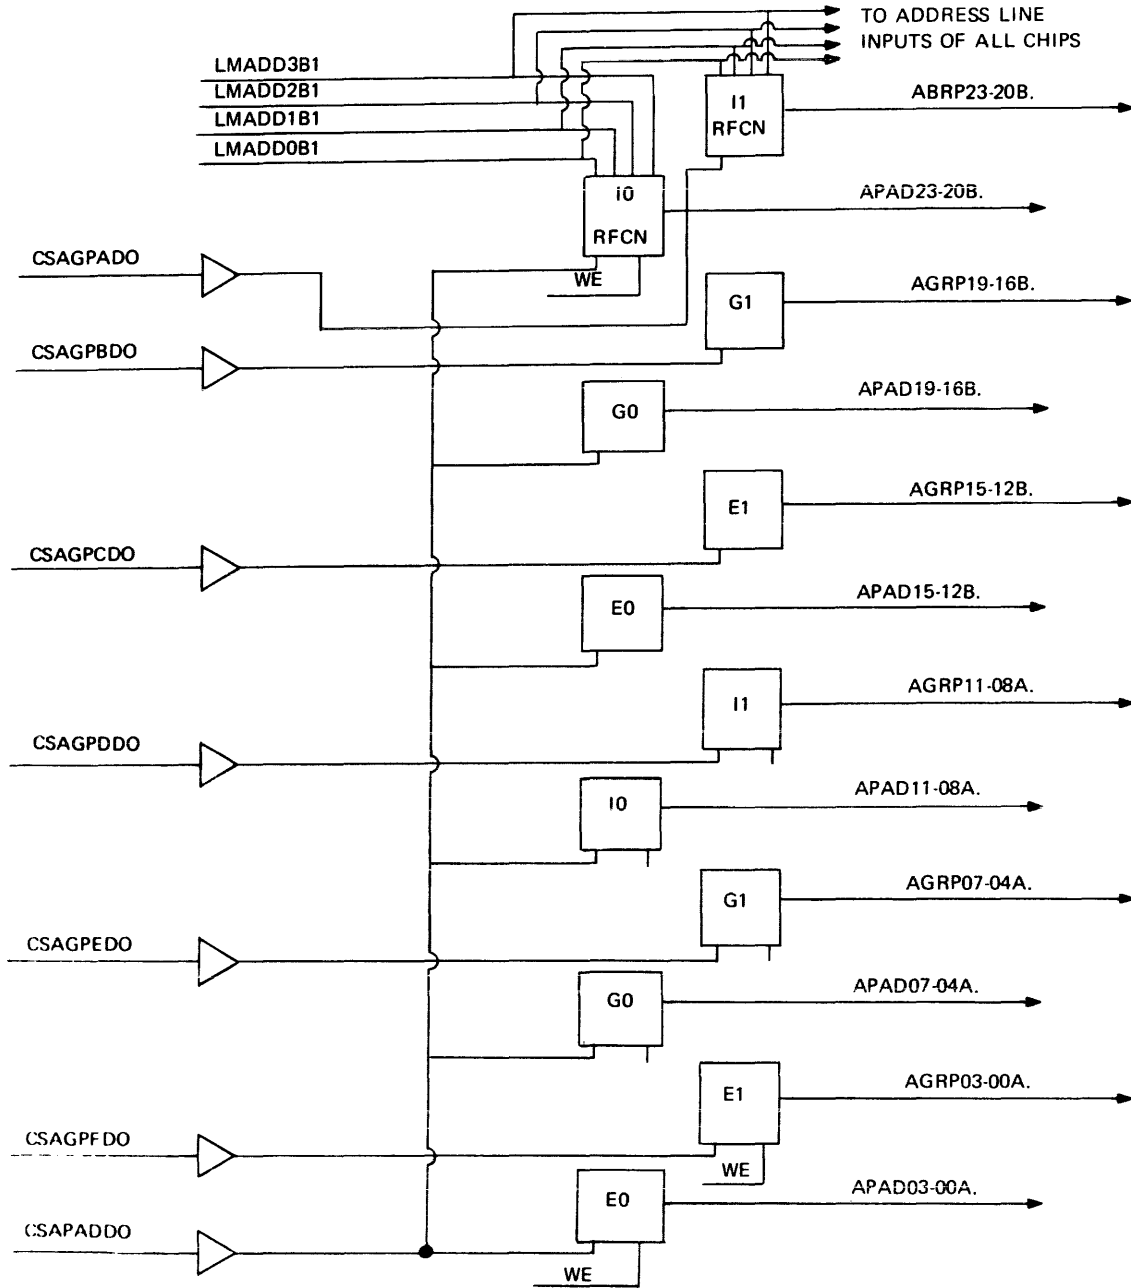 TO ADDRESS LINE
INPUTS OF ALL CHIPS
LMADD3B1
LMADD2B1
LMADD1B1
LMADD0B1
I1
RFCN
ABRP23-20B.
I0
RFCN
APAD23-20B.
WE
CSAGPADO
G1
AGRP19-16B.
CSAGPBDO
G0
APAD19-16B.
E1
AGRP15-12B.
CSAGPCDO
E0
APAD15-12B.
I1
AGRP11-08A.
CSAGPDDO
I0
APAD11-08A.
G1
AGRP07-04A.
CSAGPEDO
G0
APAD07-04A.
E1
AGRP03-00A.
CSAGPFDO
WE
E0
APAD03-00A.
CSAPADDO
WE